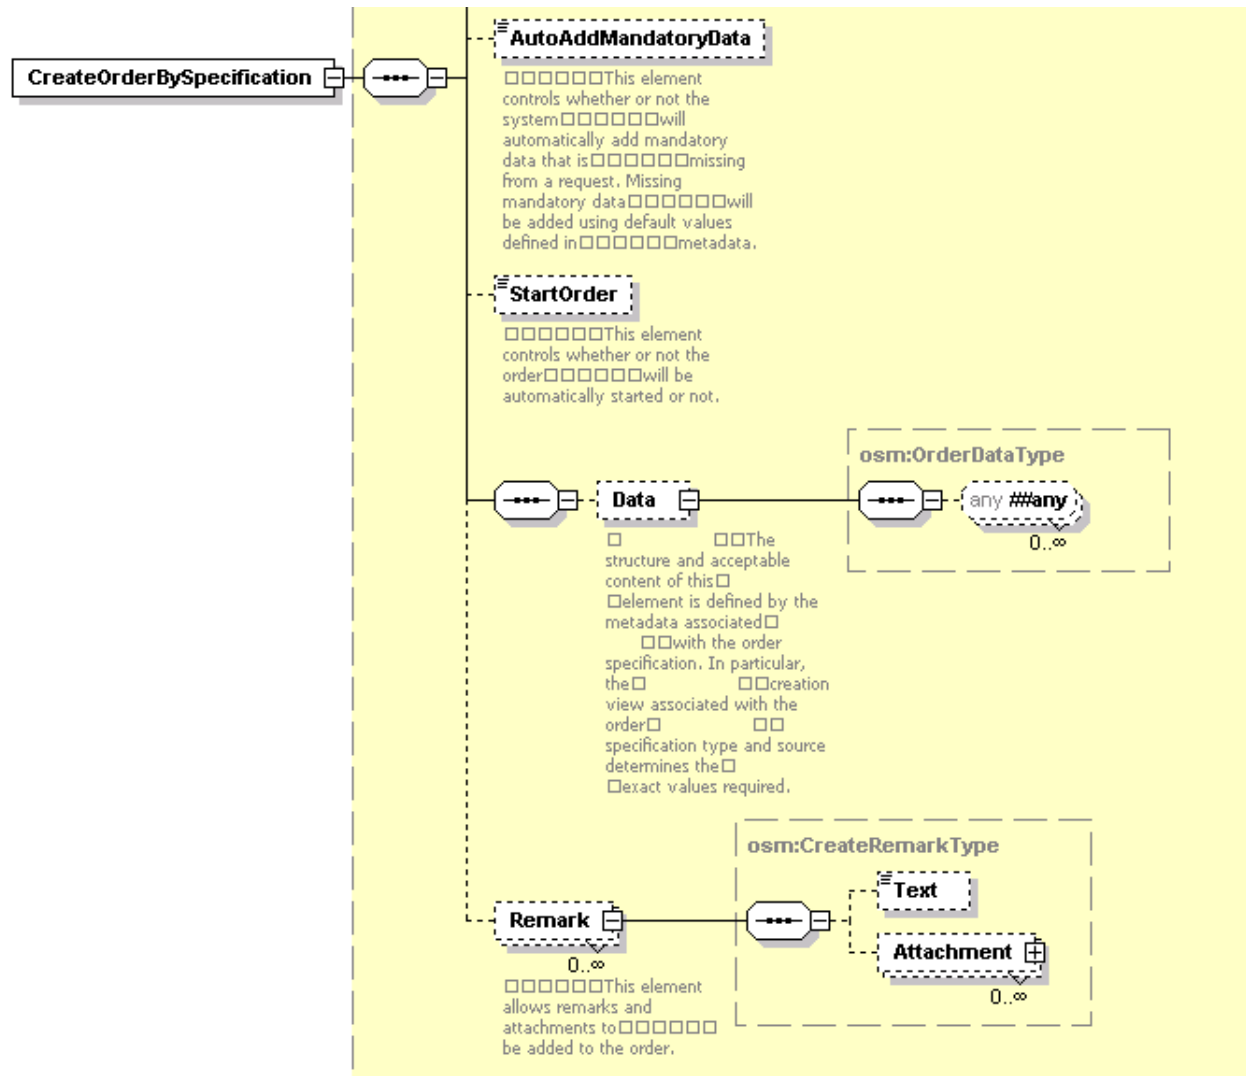 AutoAddMandatoryData
CreateOrderBySpecification
□□□□□□This element
controls whether or not the
system□□□□□□will
automatically add mandatory
data that is□□□□□□missing
from a request. Missing
mandatory data□□□□□□will
be added using default values
defined in□□□□□□metadata.
StartOrder
□□□□□□This element
controls whether or not the
order□□□□□□will be
automatically started or not.
osm:OrderDataType
Data
any ##any
0..∞
□ □□The
structure and acceptable
content of this□
□element is defined by the
metadata associated□
□□with the order
specification. In particular,
the□ □□creation
view associated with the
order□ □□
specification type and source
determines the□
□exact values required.
osm:CreateRemarkType
Text
Remark
Attachment
0..∞
0..∞
□□□□□□This element
allows remarks and
attachments to□□□□□□
be added to the order.